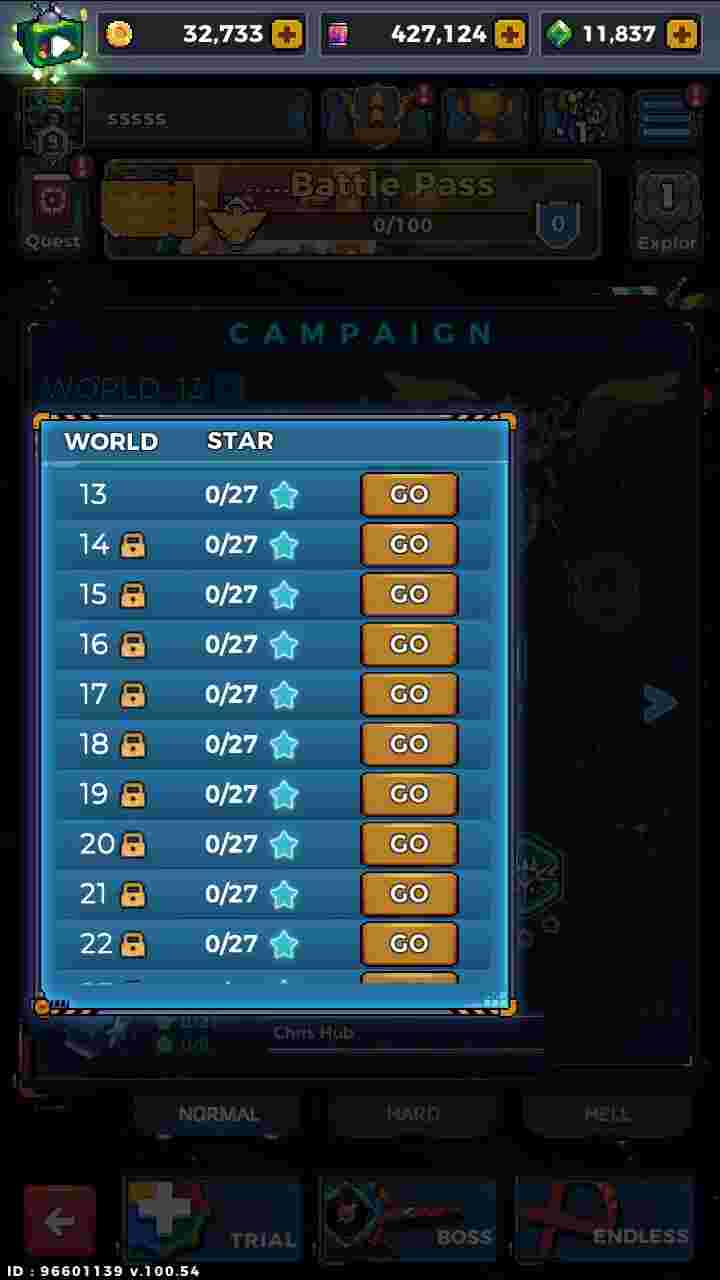 32,733
427,124
11,837
sssss
19
1
Battle Pass
0/100
0
1
Quest
Explor
CAMPAIGN
WORLD 13
WORLD STAR
13 0/27 GO
14 0/27 GO
15 0/27 GO
16 0/27 GO
17 0/27 GO
18 0/27 GO
19 0/27 GO
20 0/27 GO
21 0/27 GO
22 0/27 GO
Chris Hub
NORMAL HARD HELL
TRIAL BOSS ENDLESS
ID : 96601139 v.100.54